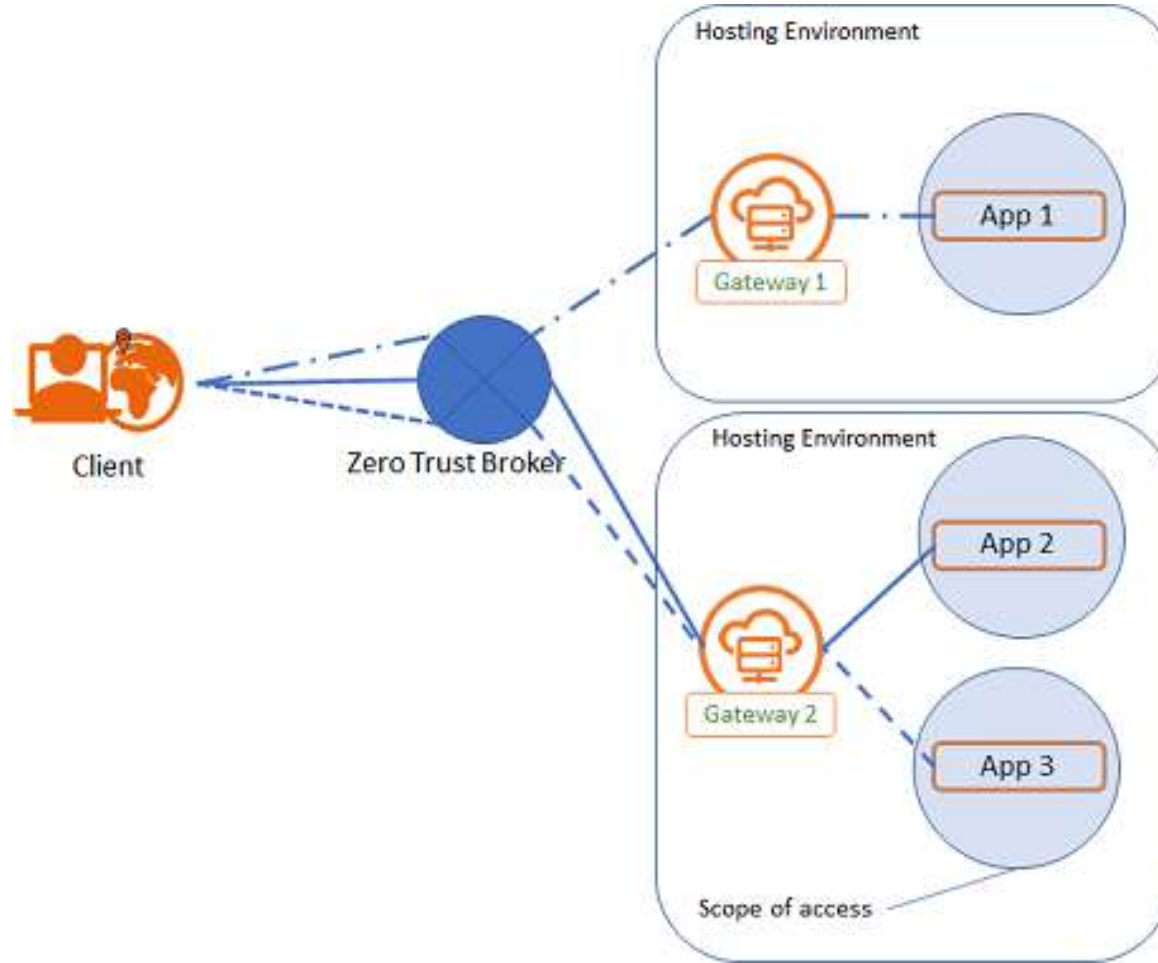 Hosting Environment
App 1
Gateway 1
Client
Zero Trust Broker
Hosting Environment
App 2
Gateway 2
App 3
Scope of access